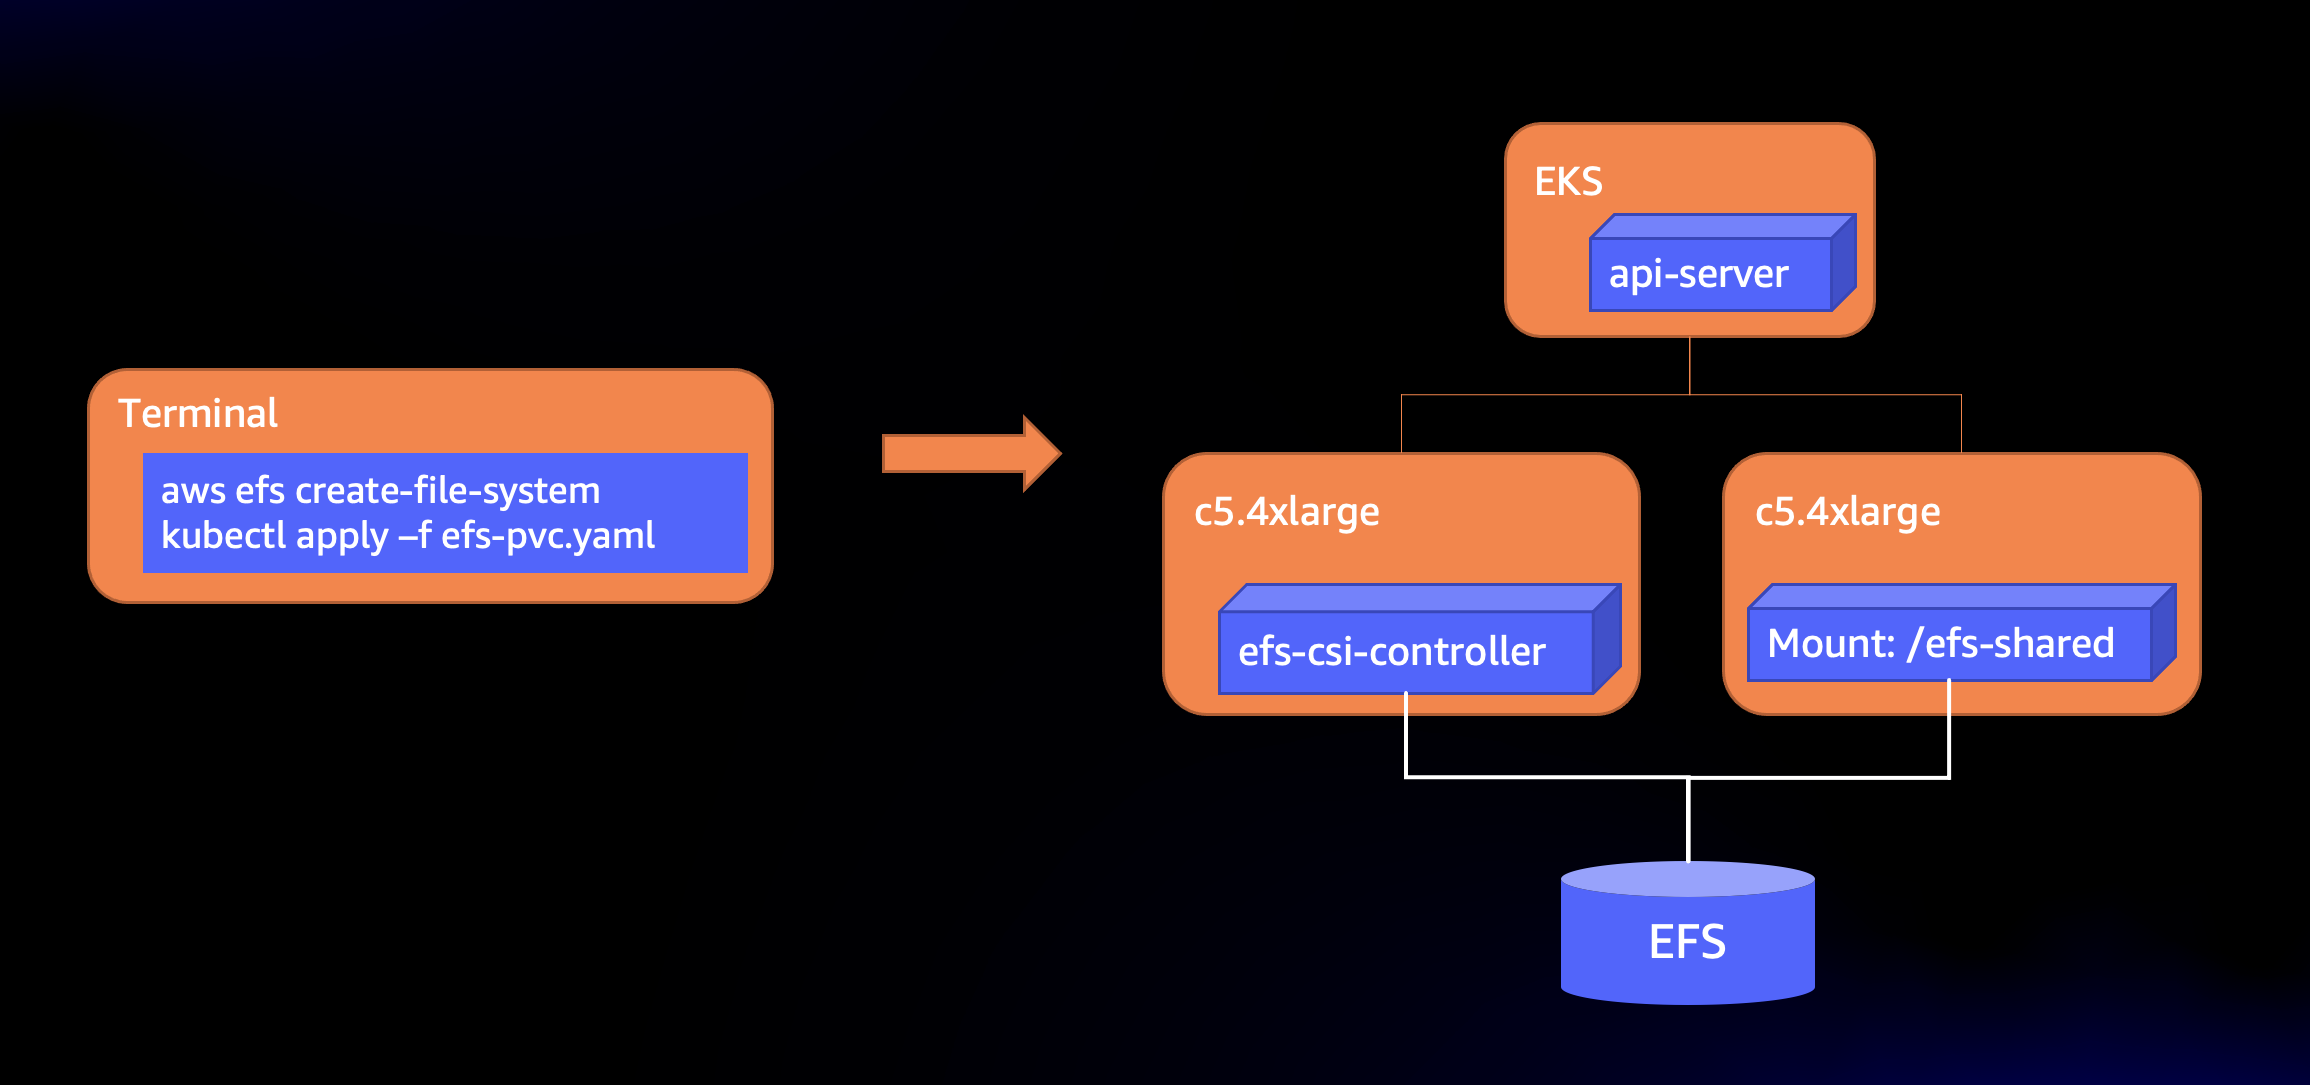 Terminal
aws efs create-file-system
kubectl apply –f efs-pvc.yaml
EKS
api-server
c5.4xlarge
efs-csi-controller
c5.4xlarge
Mount: /efs-shared
EFS